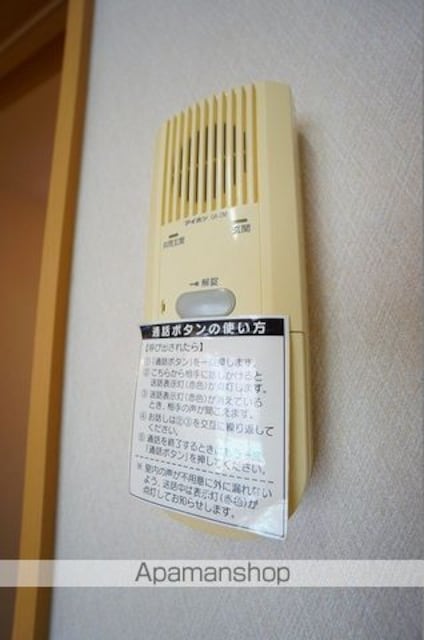 アイホン
共同玄関
玄関
解錠
通話ボタンの使い方
【呼び出されたら】
①「通話ボタン」を一度押します。
②こちらから相手に話しかけると
送話表示灯(赤色)が点灯します。
③送話表示灯(赤色)が消えている
とき、相手の声が聞こえます。
④お話しは②③を交互に繰り返して
ください。
⑤通話を終了するときは
「通話ボタン」を押してください。
※室内の声が不用意に外に漏れない
よう、送話中は表示灯(赤色)が
点灯してお知らせします。
Apamanshop